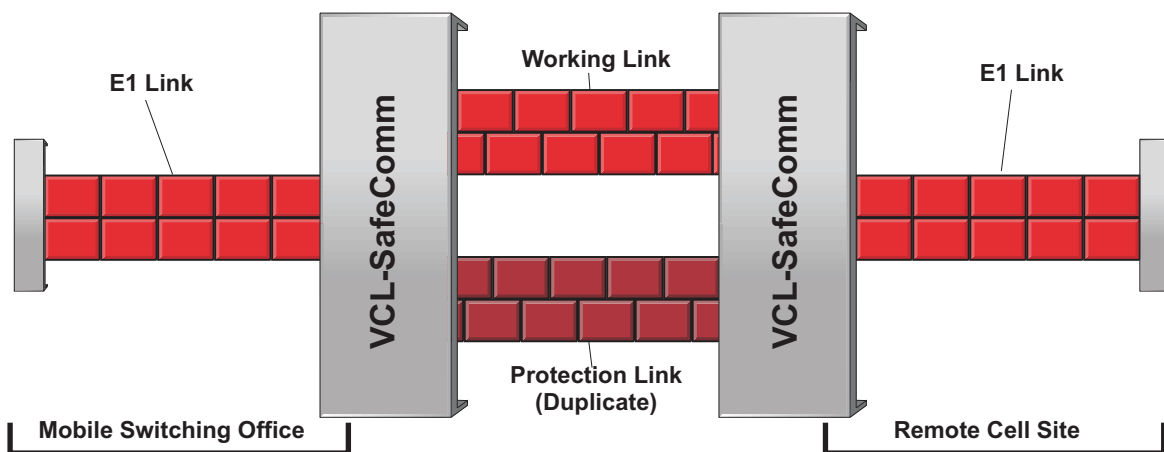 E1 Link
VCL-SafeComm
Working Link
Protection Link
(Duplicate)
VCL-SafeComm
E1 Link
Mobile Switching Office
Remote Cell Site